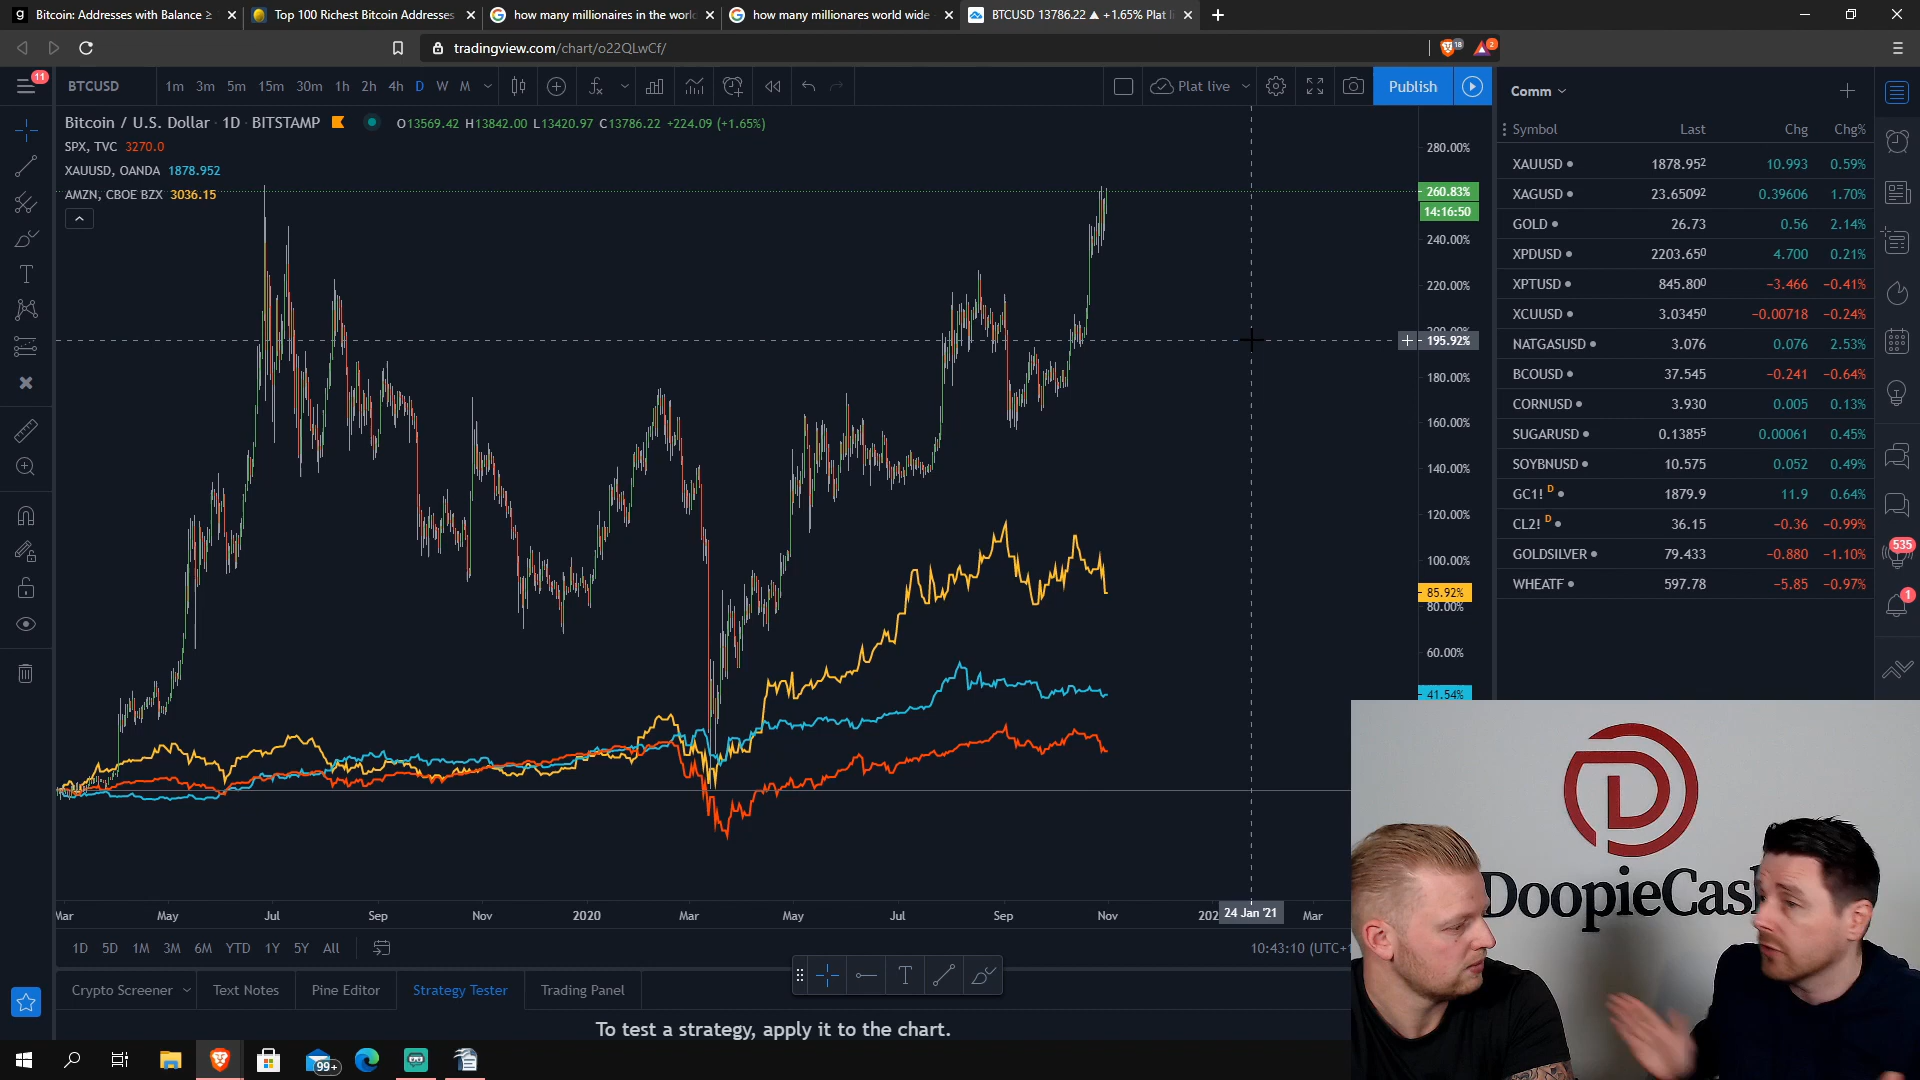 Bitcoin: Addresses with Balance ≥
Top 100 Richest Bitcoin Addresses
how many millionaires in the worl
how many millionares world wide
BTCUSD 13786.22 ▲ +1.65% Plat li
tradingview.com/chart/o22QLwCf/
18
2
11
BTCUSD
1m 3m 5m 15m 30m 1h 2h 4h D W M
Plat live
Publish
Bitcoin / U.S. Dollar · 1D · BITSTAMP
O13569.42 H13842.00 L13420.97 C13786.22 +224.09 (+1.65%)
SPX, TVC 3270.0
XAUUSD, OANDA 1878.952
AMZN, CBOE BZX 3036.15
280.00%
260.83%
14:16:50
240.00%
220.00%
200.00%
195.92%
180.00%
160.00%
140.00%
120.00%
100.00%
85.92%
80.00%
60.00%
41.54%
Mar May Jul Sep Nov 2020 Mar May Jul Sep Nov 202 24 Jan '21 Mar
1D 5D 1M 3M 6M YTD 1Y 5Y All
10:43:10 (UTC+1
Crypto Screener Text Notes Pine Editor Strategy Tester Trading Panel
To test a strategy, apply it to the chart.
99+
Comm
Symbol Last Chg Chg%
XAUUSD 1878.952 10.993 0.59%
XAGUSD 23.65092 0.39606 1.70%
GOLD 26.73 0.56 2.14%
XPDUSD 2203.650 4.700 0.21%
XPTUSD 845.800 −3.466 −0.41%
XCUUSD 3.03450 −0.00718 −0.24%
NATGASUSD 3.076 0.076 2.53%
BCOUSD 37.545 −0.241 −0.64%
CORNUSD 3.930 0.005 0.13%
SUGARUSD 0.13855 0.00061 0.45%
SOYBNUSD 10.575 0.052 0.49%
GC1! D 1879.9 11.9 0.64%
CL2! D 36.15 −0.36 −0.99%
GOLDSILVER 79.433 −0.880 −1.10%
WHEATF 597.78 −5.85 −0.97%
535
1
DoopieCas